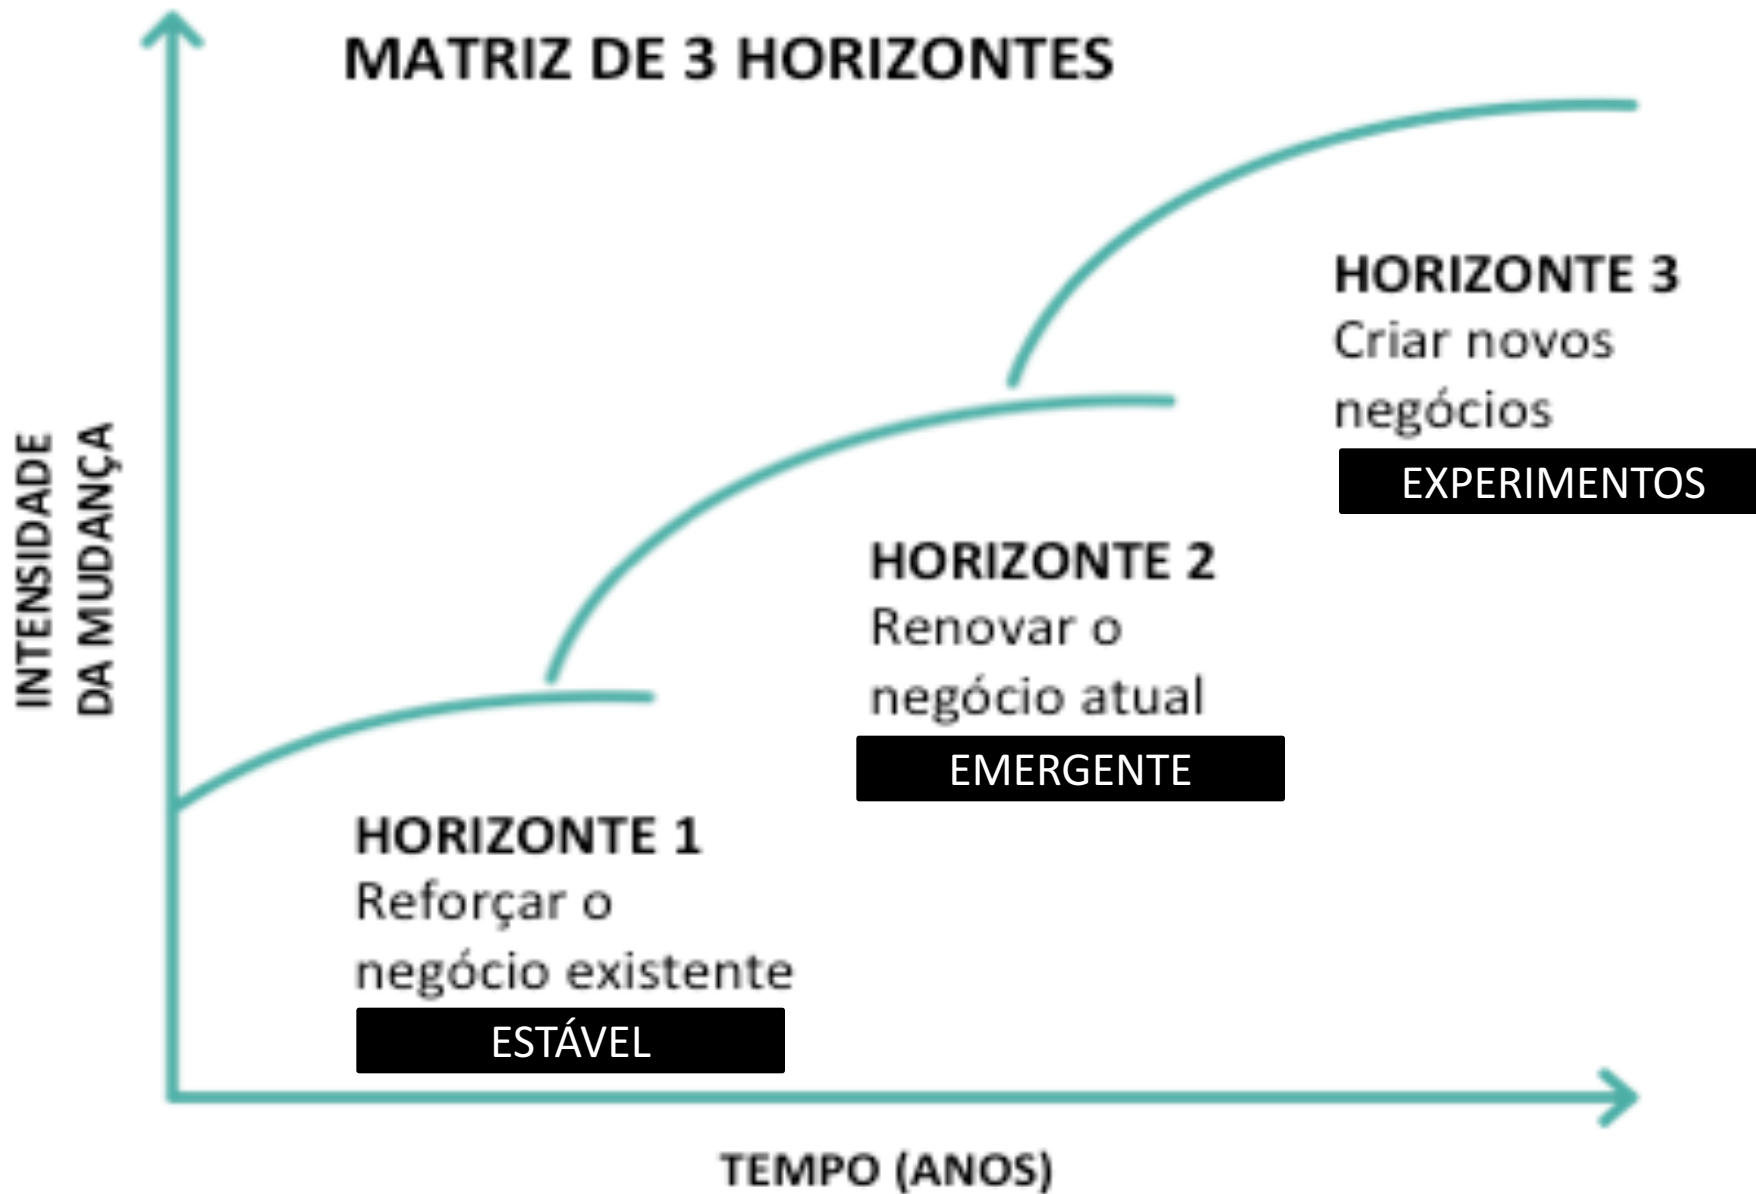 MATRIZ DE 3 HORIZONTES
INTENSIDADE
DA MUDANÇA
HORIZONTE 3
Criar novos
negócios
EXPERIMENTOS
HORIZONTE 2
Renovar o
negócio atual
EMERGENTE
HORIZONTE 1
Reforçar o
negócio existente
ESTÁVEL
TEMPO (ANOS)